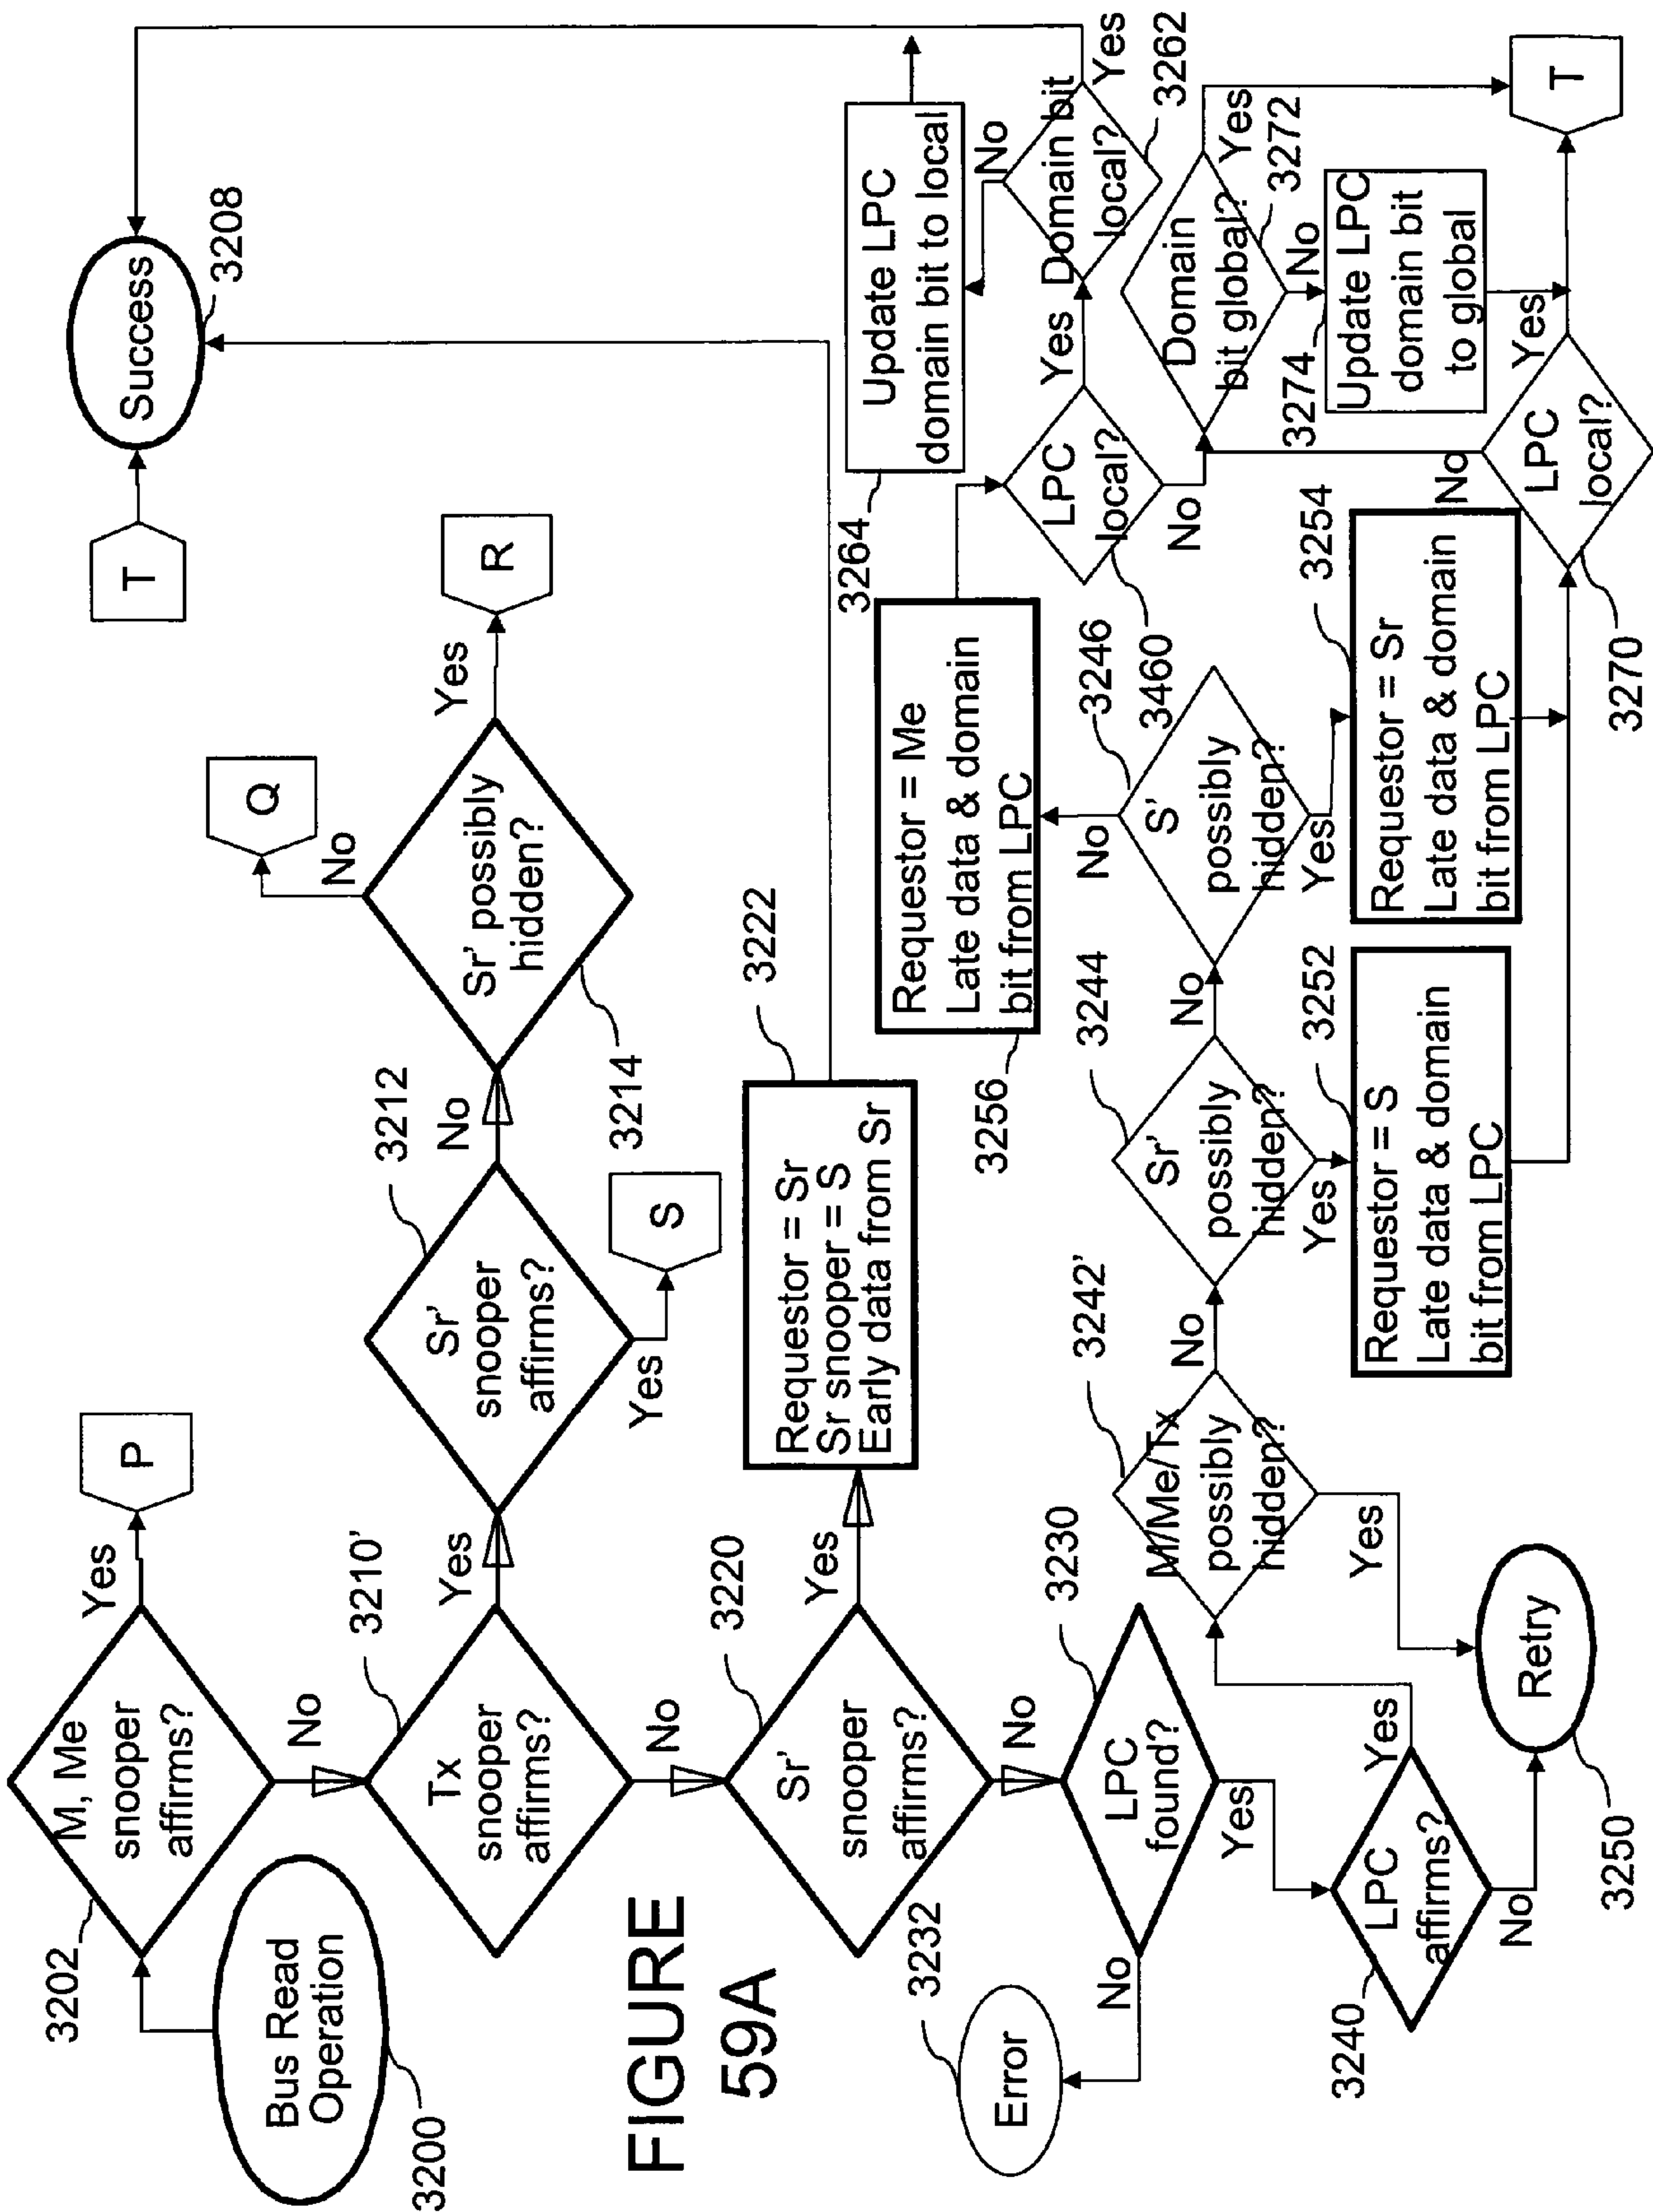 3200
Bus Read
Operation
3202
M, Me
snooper
affirms?
Yes
P
No
3210'
Tx
snooper
affirms?
Yes
No
3212
Sr'
snooper
affirms?
Yes
S
No
3214
Sr' possibly
hidden?
No
Q
Yes
R
T
Success
3208
3220
Sr'
snooper
affirms?
Yes
No
3222
Requestor = Sr
Sr snooper = S
Early data from Sr
FIGURE
59A
3230
LPC
found?
No
3232
Error
Yes
3240
LPC
affirms?
No
Yes
3250
Retry
3242'
M/Me/Tx
possibly
hidden?
Yes
No
3244
Sr'
possibly
hidden?
Yes
No
3252
Requestor = S
Late data & domain
bit from LPC
3246
S'
possibly
hidden?
No
Yes
3254
Requestor = Sr
Late data & domain
bit from LPC
3256
Requestor = Me
Late data & domain
bit from LPC
3460
LPC
local?
Yes
No
3262
Domain bit
local?
Yes
No
3264
Update LPC
domain bit to local
3272
Domain
bit global?
Yes
No
3274
Update LPC
domain bit
to global
3270
LPC
local?
No
Yes
T